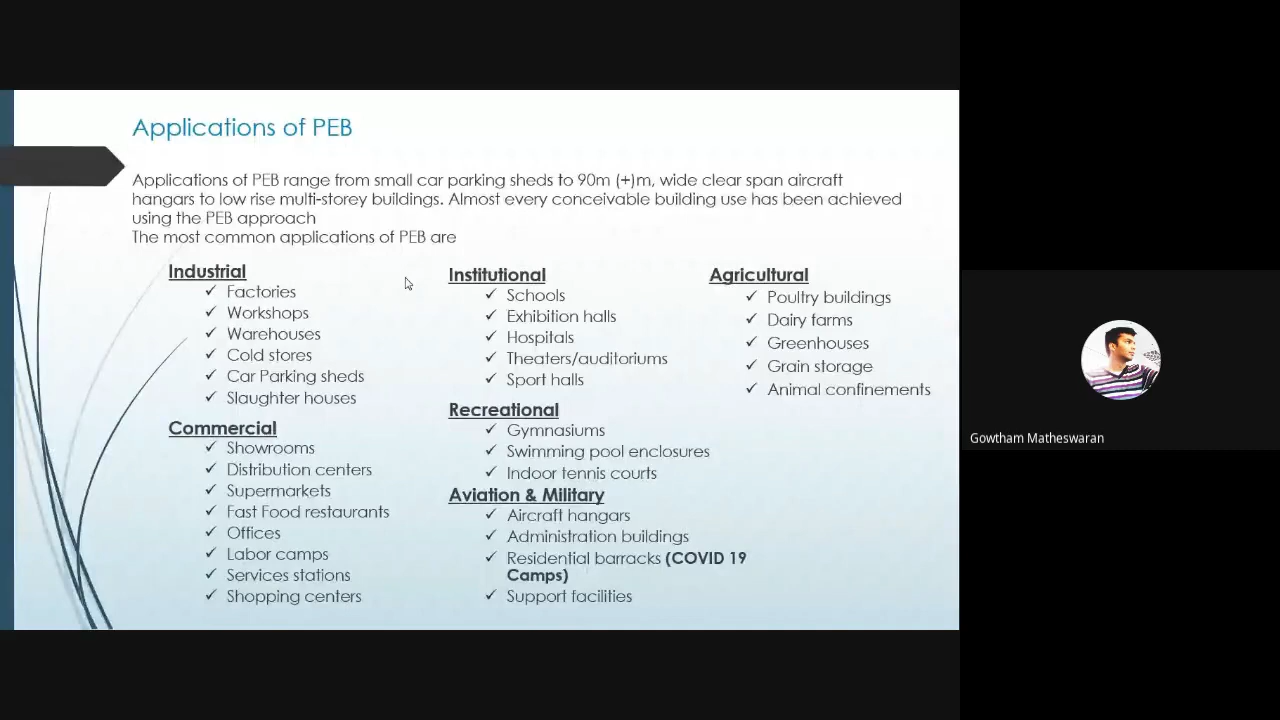 Applications of PEB
Applications of PEB range from small car parking sheds to 90m (+)m, wide clear span aircraft
hangars to low rise multi-storey buildings. Almost every conceivable building use has been achieved
using the PEB approach
The most common applications of PEB are
Industrial
✓ Factories
✓ Workshops
✓ Warehouses
✓ Cold stores
✓ Car Parking sheds
✓ Slaughter houses
Commercial
✓ Showrooms
✓ Distribution centers
✓ Supermarkets
✓ Fast Food restaurants
✓ Offices
✓ Labor camps
✓ Services stations
✓ Shopping centers
Institutional
✓ Schools
✓ Exhibition halls
✓ Hospitals
✓ Theaters/auditoriums
✓ Sport halls
Recreational
✓ Gymnasiums
✓ Swimming pool enclosures
✓ Indoor tennis courts
Aviation & Military
✓ Aircraft hangars
✓ Administration buildings
✓ Residential barracks (COVID 19
Camps)
✓ Support facilities
Agricultural
✓ Poultry buildings
✓ Dairy farms
✓ Greenhouses
✓ Grain storage
✓ Animal confinements
Gowtham Matheswaran